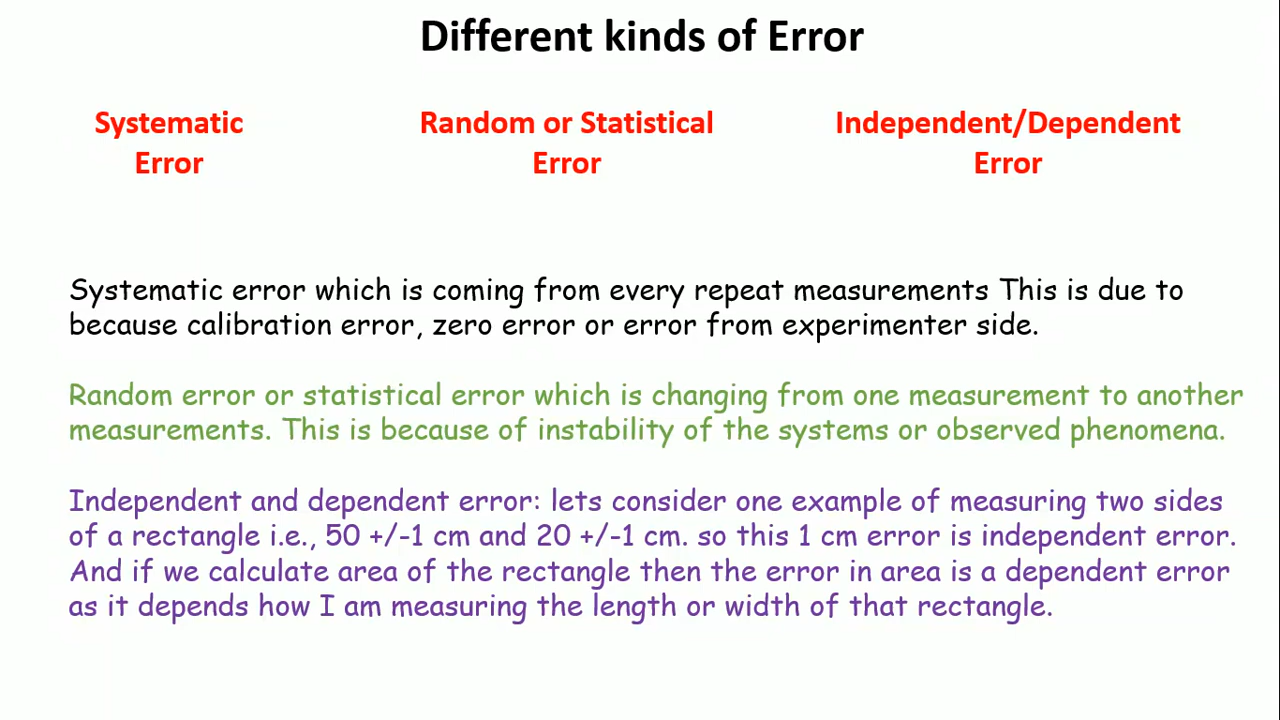 Different kinds of Error
Systematic
Error
Random or Statistical
Error
Independent/Dependent
Error
Systematic error which is coming from every repeat measurements This is due to
because calibration error, zero error or error from experimenter side.
Random error or statistical error which is changing from one measurement to another
measurements. This is because of instability of the systems or observed phenomena.
Independent and dependent error: lets consider one example of measuring two sides
of a rectangle i.e., 50 +/-1 cm and 20 +/-1 cm. so this 1 cm error is independent error.
And if we calculate area of the rectangle then the error in area is a dependent error
as it depends how I am measuring the length or width of that rectangle.